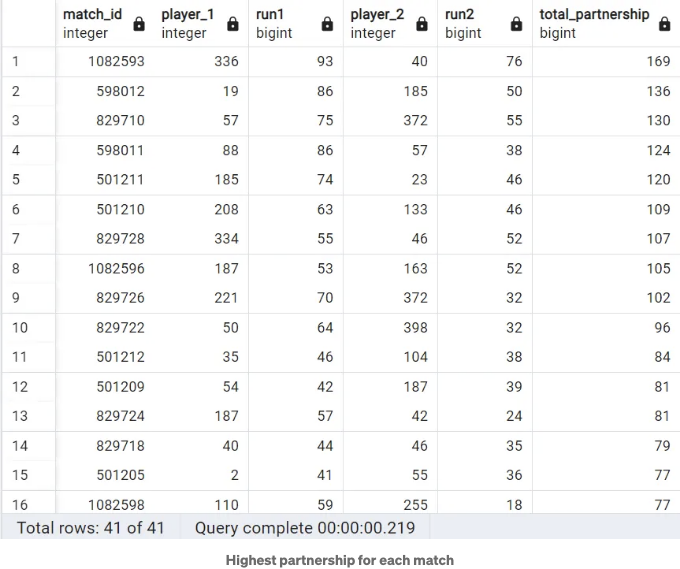 match_id player_1 run1 player_2 run2 total_partnership
integer integer bigint integer bigint bigint
1 1082593 336 93 40 76 169
2 598012 19 86 185 50 136
3 829710 57 75 372 55 130
4 598011 88 86 57 38 124
5 501211 185 74 23 46 120
6 501210 208 63 133 46 109
7 829728 334 55 46 52 107
8 1082596 187 53 163 52 105
9 829726 221 70 372 32 102
10 829722 50 64 398 32 96
11 501212 35 46 104 38 84
12 501209 54 42 187 39 81
13 829724 187 57 42 24 81
14 829718 40 44 46 35 79
15 501205 2 41 55 36 77
16 1082598 110 59 255 18 77
Total rows: 41 of 41 Query complete 00:00:00.219
Highest partnership for each match